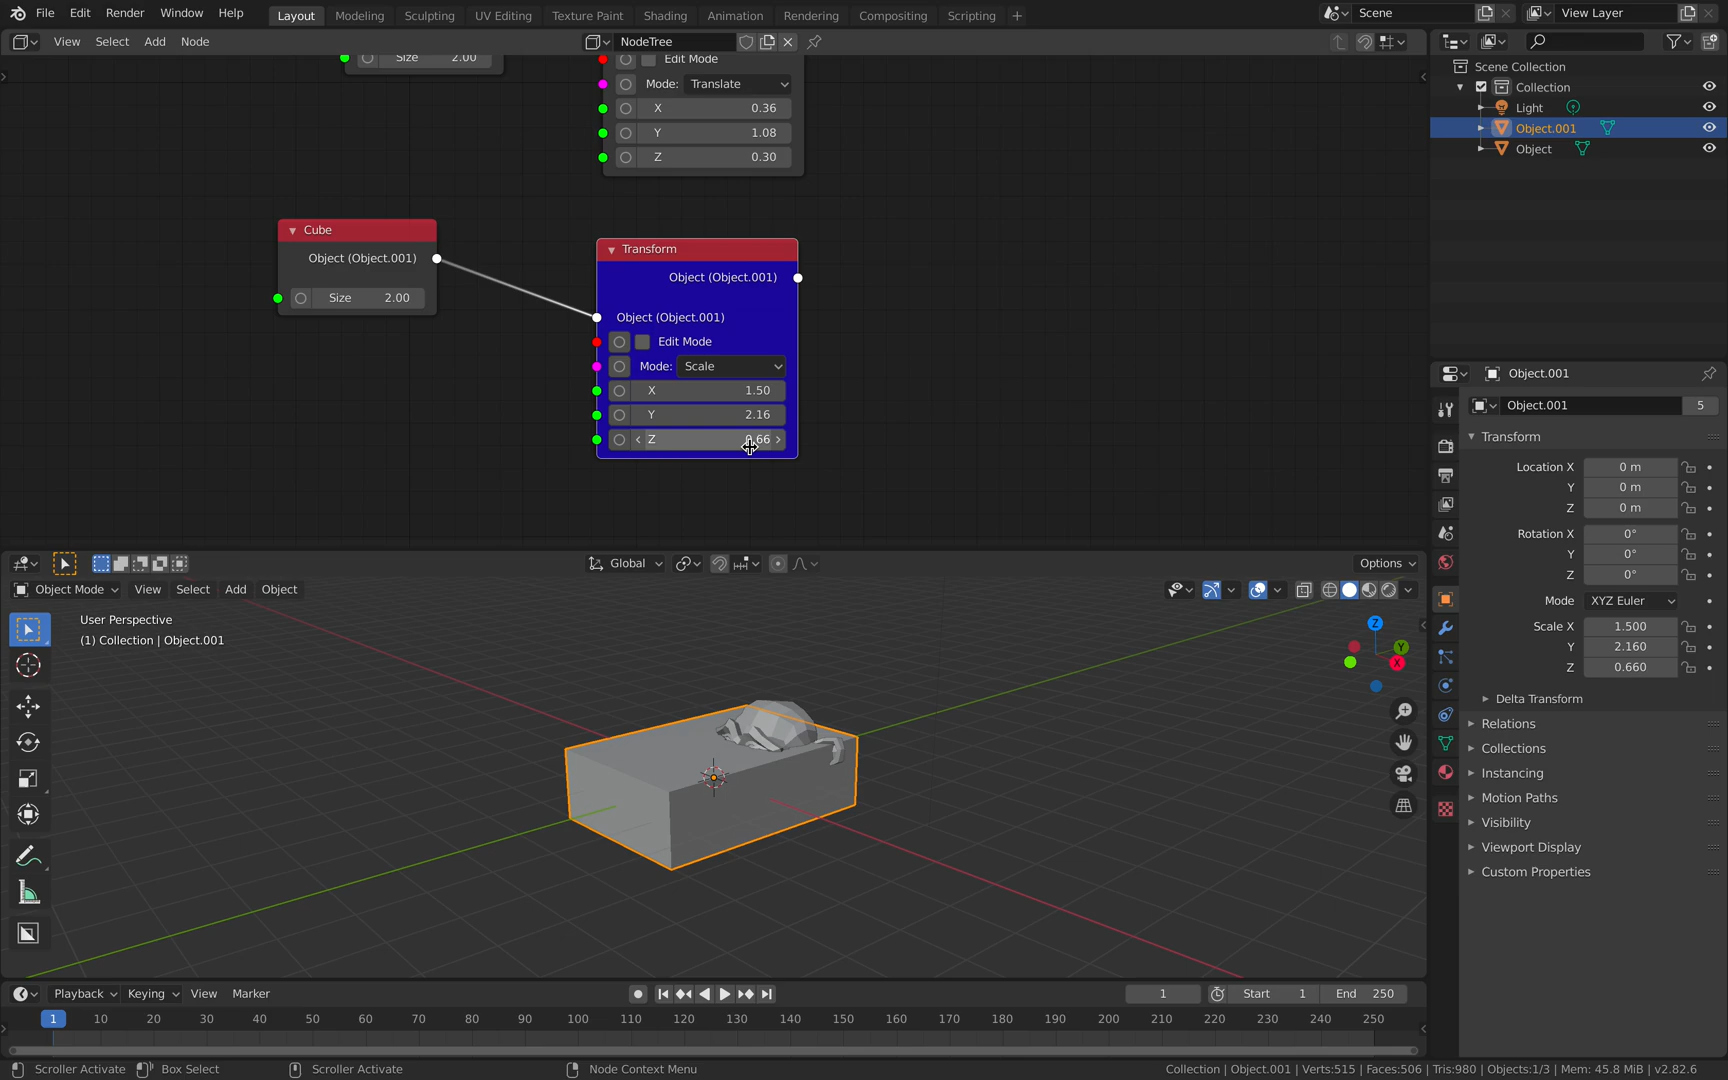 File Edit Render Window Help Layout Modeling Sculpting UV Editing Texture Paint Shading Animation Rendering Compositing Scripting +
Scene
View Layer
View Select Add Node
NodeTree
Size 2.00
Edit Mode
Mode: Translate
X 0.36
Y 1.08
Z 0.30
Cube
Object (Object.001)
Size 2.00
Transform
Object (Object.001)
Object (Object.001)
Edit Mode
Mode: Scale
X 1.50
Y 2.16
Z 0.66
Scene Collection
Collection
Light
Object.001
Object
Object.001
Object.001 5
Transform
Location X 0 m
Y 0 m
Z 0 m
Rotation X 0°
Y 0°
Z 0°
Mode XYZ Euler
Scale X 1.500
Y 2.160
Z 0.660
Delta Transform
Relations
Collections
Instancing
Motion Paths
Visibility
Viewport Display
Custom Properties
Global
Options
Object Mode View Select Add Object
User Perspective
(1) Collection | Object.001
Z
Y
X
Playback Keying View Marker
1 Start 1 End 250
1 10 20 30 40 50 60 70 80 90 100 110 120 130 140 150 160 170 180 190 200 210 220 230 240 250
Scroller Activate Box Select Scroller Activate Node Context Menu
Collection | Object.001 | Verts:515 | Faces:506 | Tris:980 | Objects:1/3 | Mem: 45.8 MiB | v2.82.6